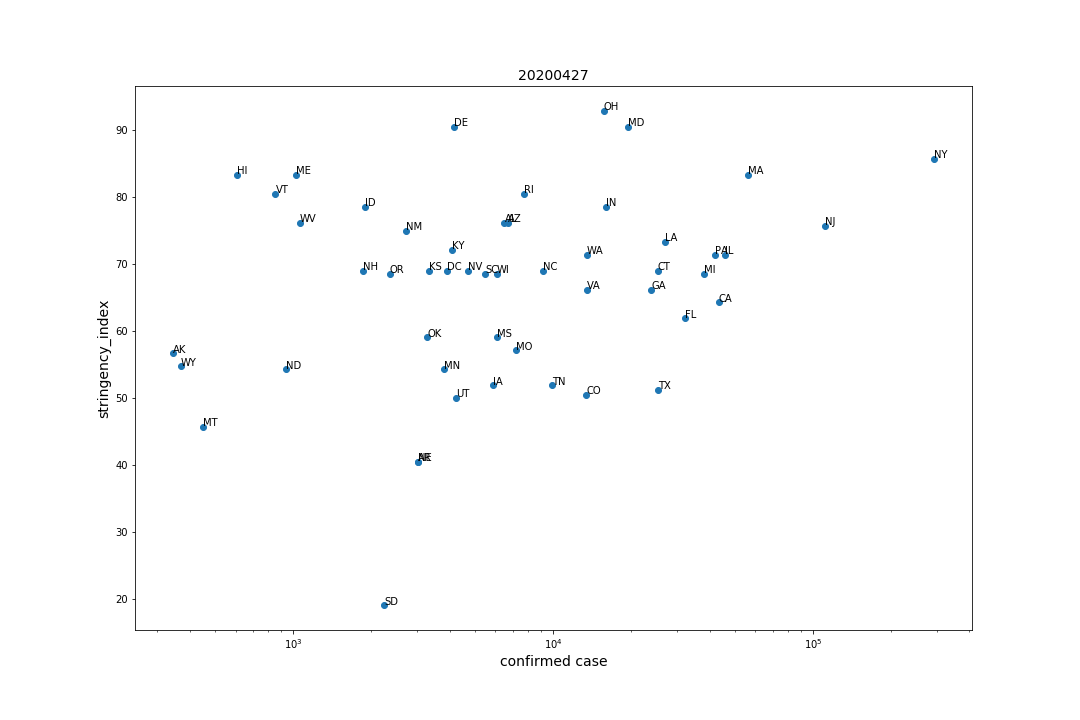 20200427
stringency_index
90
80
70
60
50
40
30
20
OH
DE
MD
NY
HI
ME
MA
VT
RI
ID
IN
WV
AZ
NJ
NM
LA
KY
WA
PA
IL
NH
OR
KS
DC
NV
SC
WI
NC
CT
MI
VA
GA
CA
FL
OK
MS
MO
AK
WY
ND
MN
IA
TN
UT
CO
TX
MT
SD
10³
10⁴
10⁵
confirmed case